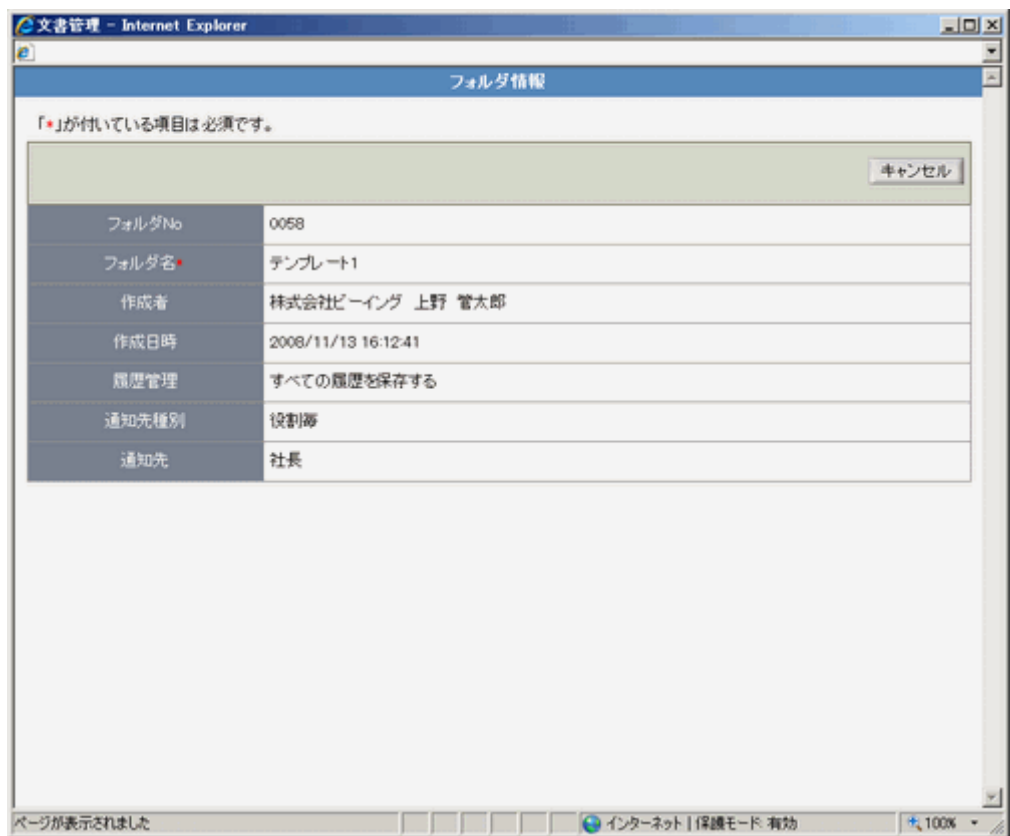 文書管理 - Internet Explorer
フォルダ情報
「*」が付いている項目は必須です。
キャンセル
フォルダNo 0058
フォルダ名* テンプレート1
作成者 株式会社ビーイング 上野 管太郎
作成日時 2008/11/13 16:12:41
履歴管理 すべての履歴を保存する
通知先種別 役割毎
通知先 社長
ページが表示されました インターネット | 保護モード: 有効 100%